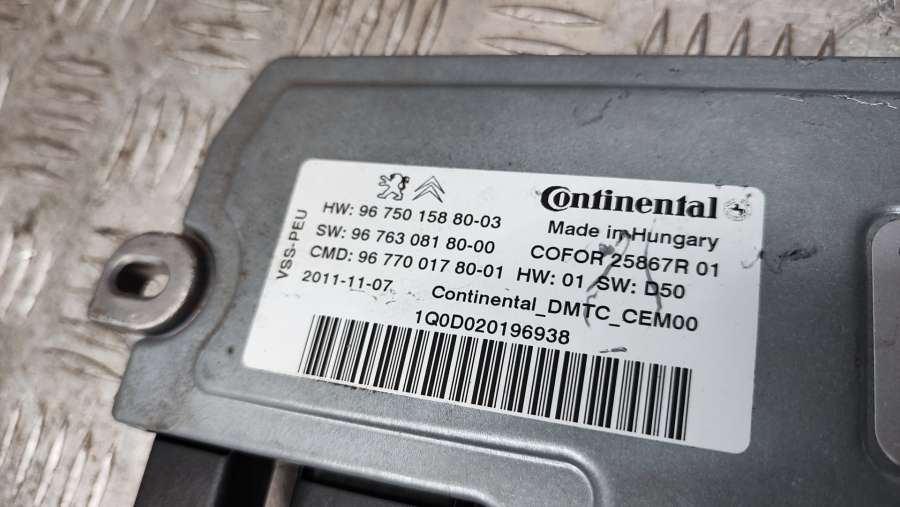 Continental
HW: 96 750 158 80-03
Made in Hungary
SW: 96 763 081 80-00
COFOR 25867R 01
CMD: 96 770 017 80-01 HW: 01 SW: D50
2011-11-07 Continental_DMTC_CEM00
1Q0D020196938
VSS-PEU